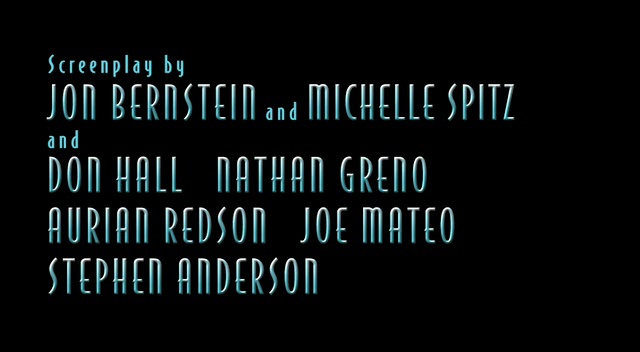 Screenplay by
JON BERNSTEIN and MICHELLE SPITZ
and
DON HALL NATHAN GRENO
AURIAN REDSON JOE MATEO
STEPHEN ANDERSON